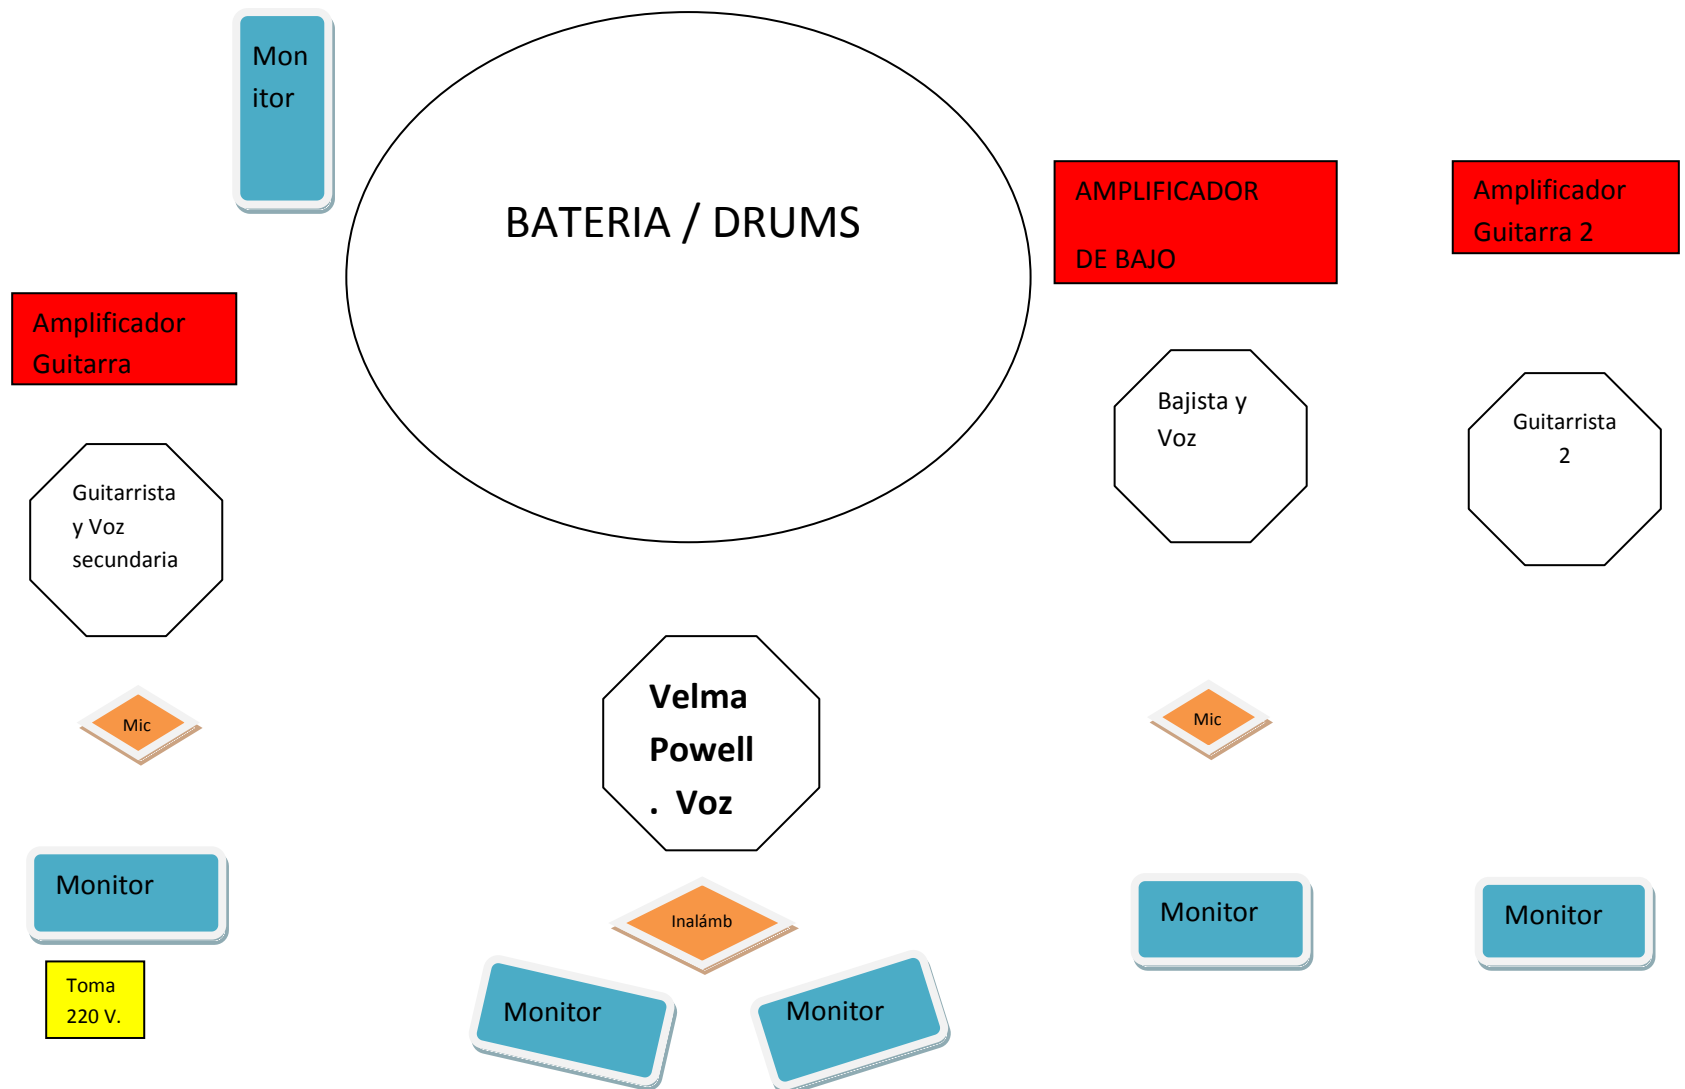 Mon
itor
BATERIA / DRUMS
AMPLIFICADOR
DE BAJO
Amplificador
Guitarra 2
Amplificador
Guitarra
Bajista y
Voz
Guitarrista
2
Guitarrista
y Voz
secundaria
Mic
Velma
Powell
. Voz
Mic
Monitor
Inalámb
Monitor
Monitor
Toma
220 V.
Monitor
Monitor